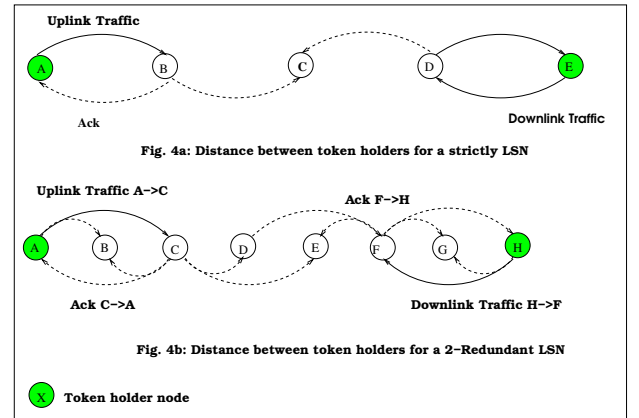 Uplink Traffic
A B C D E
Ack
Downlink Traffic
Fig. 4a: Distance between token holders for a strictly LSN
Uplink Traffic A−>C
Ack F−>H
A B C D E F G H
Ack C−>A
Downlink Traffic H−>F
Fig. 4b: Distance between token holders for a 2−Redundant LSN
X Token holder node